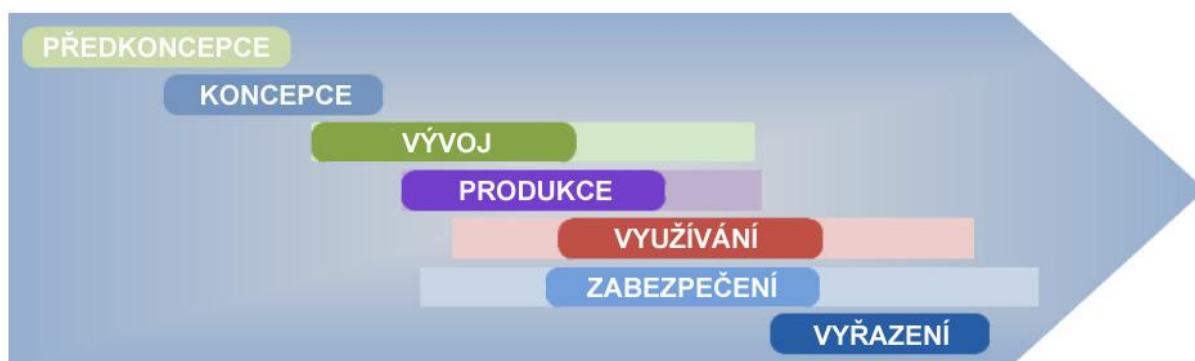 PŘEDKONCEPCE
KONCEPCE
VÝVOJ
PRODUKCE
VYUŽÍVÁNÍ
ZABEZPEČENÍ
VYŘAZENÍ